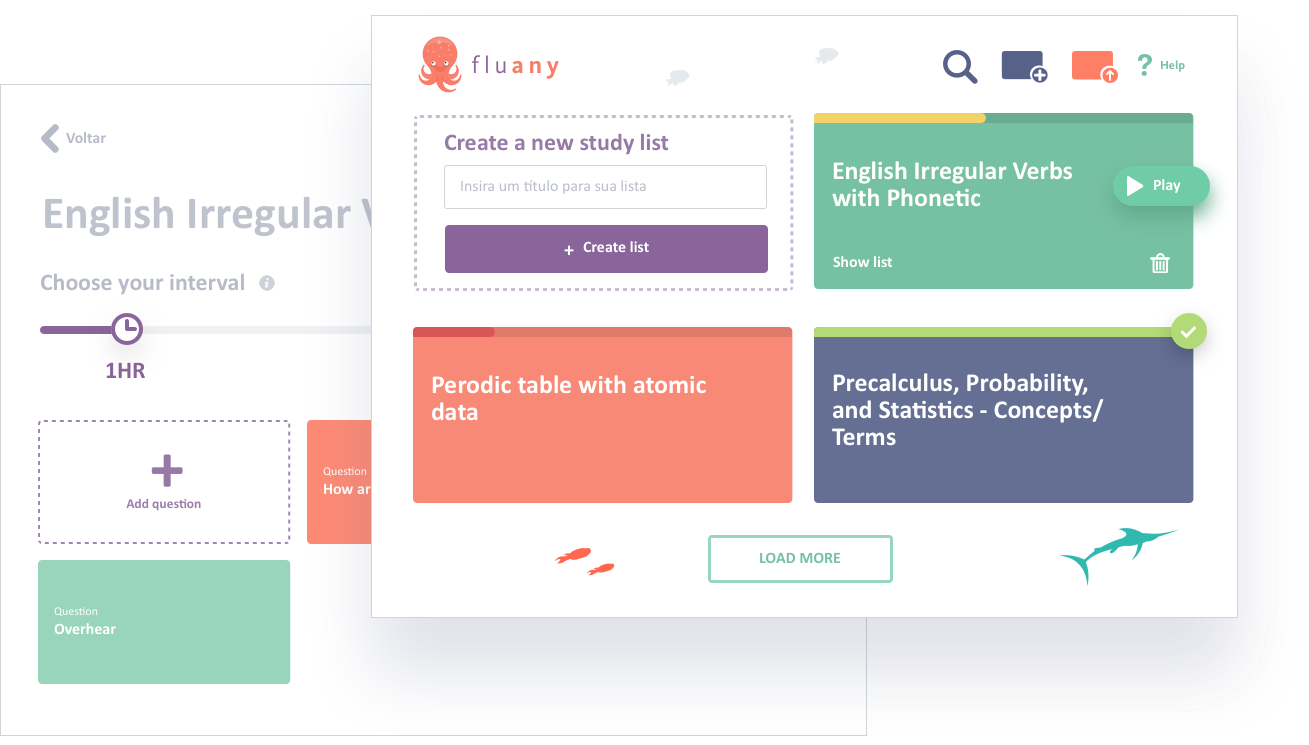 fluany
Help
Create a new study list
Insira um título para sua lista
+ Create list
English Irregular Verbs
with Phonetic
Play
Show list
Perodic table with atomic
data
Precalculus, Probability,
and Statistics - Concepts/
Terms
LOAD MORE
Voltar
English Irregular
Choose your interval
1HR
Add question
Question
How ar
Question
Overhear